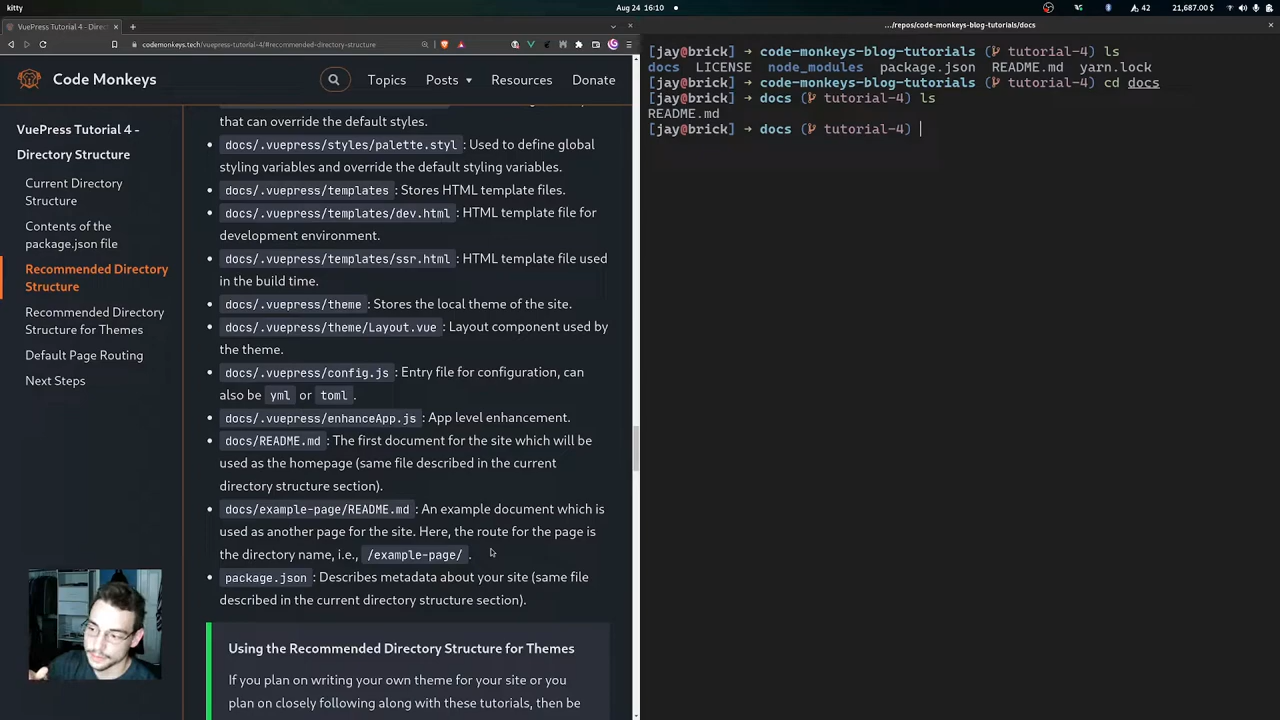 kitty
Aug 24 16:10
42
21,687.00 $
VuePress Tutorial 4 - Direc
codemonkeys.tech/vuepress-tutorial-4/#recommended-directory-structure
Code Monkeys
Topics
Posts
Resources
Donate
VuePress Tutorial 4 -
Directory Structure
Current Directory
Structure
Contents of the
package.json file
Recommended Directory
Structure
Recommended Directory
Structure for Themes
Default Page Routing
Next Steps
that can override the default styles.
docs/.vuepress/styles/palette.styl : Used to define global
styling variables and override the default styling variables.
docs/.vuepress/templates : Stores HTML template files.
docs/.vuepress/templates/dev.html : HTML template file for
development environment.
docs/.vuepress/templates/ssr.html : HTML template file used
in the build time.
docs/.vuepress/theme : Stores the local theme of the site.
docs/.vuepress/theme/Layout.vue : Layout component used by
the theme.
docs/.vuepress/config.js : Entry file for configuration, can
also be yml or toml .
docs/.vuepress/enhanceApp.js : App level enhancement.
docs/README.md : The first document for the site which will be
used as the homepage (same file described in the current
directory structure section).
docs/example-page/README.md : An example document which is
used as another page for the site. Here, the route for the page is
the directory name, i.e., /example-page/ .
package.json : Describes metadata about your site (same file
described in the current directory structure section).
Using the Recommended Directory Structure for Themes
If you plan on writing your own theme for your site or you
plan on closely following along with these tutorials, then be
.../repos/code-monkeys-blog-tutorials/docs
[jay@brick] → code-monkeys-blog-tutorials ( tutorial-4) ls
docs LICENSE node_modules package.json README.md yarn.lock
[jay@brick] → code-monkeys-blog-tutorials ( tutorial-4) cd docs
[jay@brick] → docs ( tutorial-4) ls
README.md
[jay@brick] → docs ( tutorial-4)